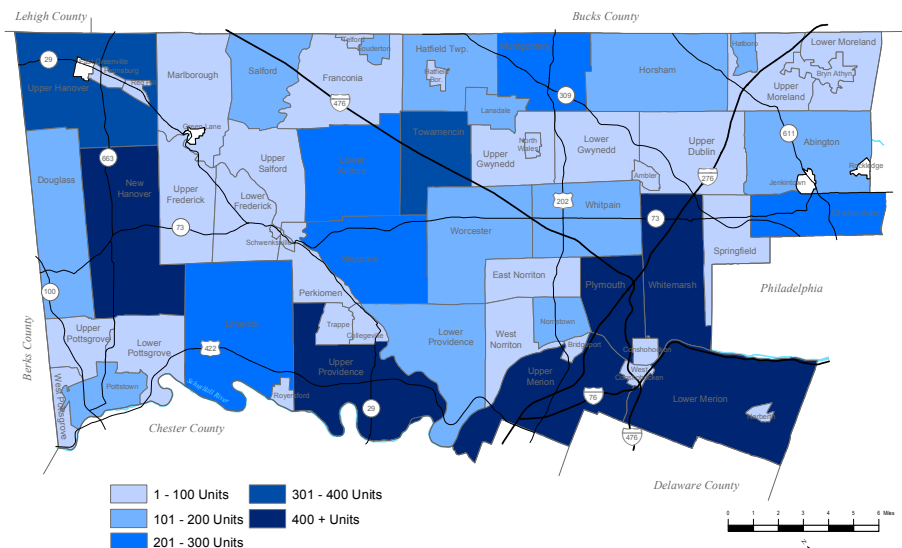 Lehigh County
Bucks County
29
Upper Hanover
Marlborough
Salford
Telford
Souderton
Franconia
476
Hatfield Twp.
Hatfield
Bor.
309
Horsham
Hatboro
Lower Moreland
Bryn Athyn
Upper
Moreland
Lansdale
Green Lane
Towamencin
663
Douglass
New
Hanover
Upper
Frederick
Lower
Frederick
Upper
Salford
Upper
Gwynedd
North
Wales
Lower
Gwynedd
Upper
Dublin
Ambler
276
611
Abington
Rockledge
Jenkintown
73
Schwenksville
Worcester
Whitpain
202
73
Springfield
Philadelphia
100
Berks County
Upper
Pottsgrove
Lower
Pottsgrove
West Pottsgrove
Pottstown
422
Schuylkill River
Royersford
Perkiomen
Trappe
Collegeville
Upper
Providence
29
Lower
Providence
East Norriton
West
Norriton
Norristown
Bridgeport
Plymouth
Whitemarsh
Conshohocken
West
Conshohocken
Upper
Merion
76
476
Lower Merion
Narberth
Chester County
Delaware County
1 - 100 Units
101 - 200 Units
201 - 300 Units
301 - 400 Units
400 + Units
0 1 2 3 4 5 6 Miles